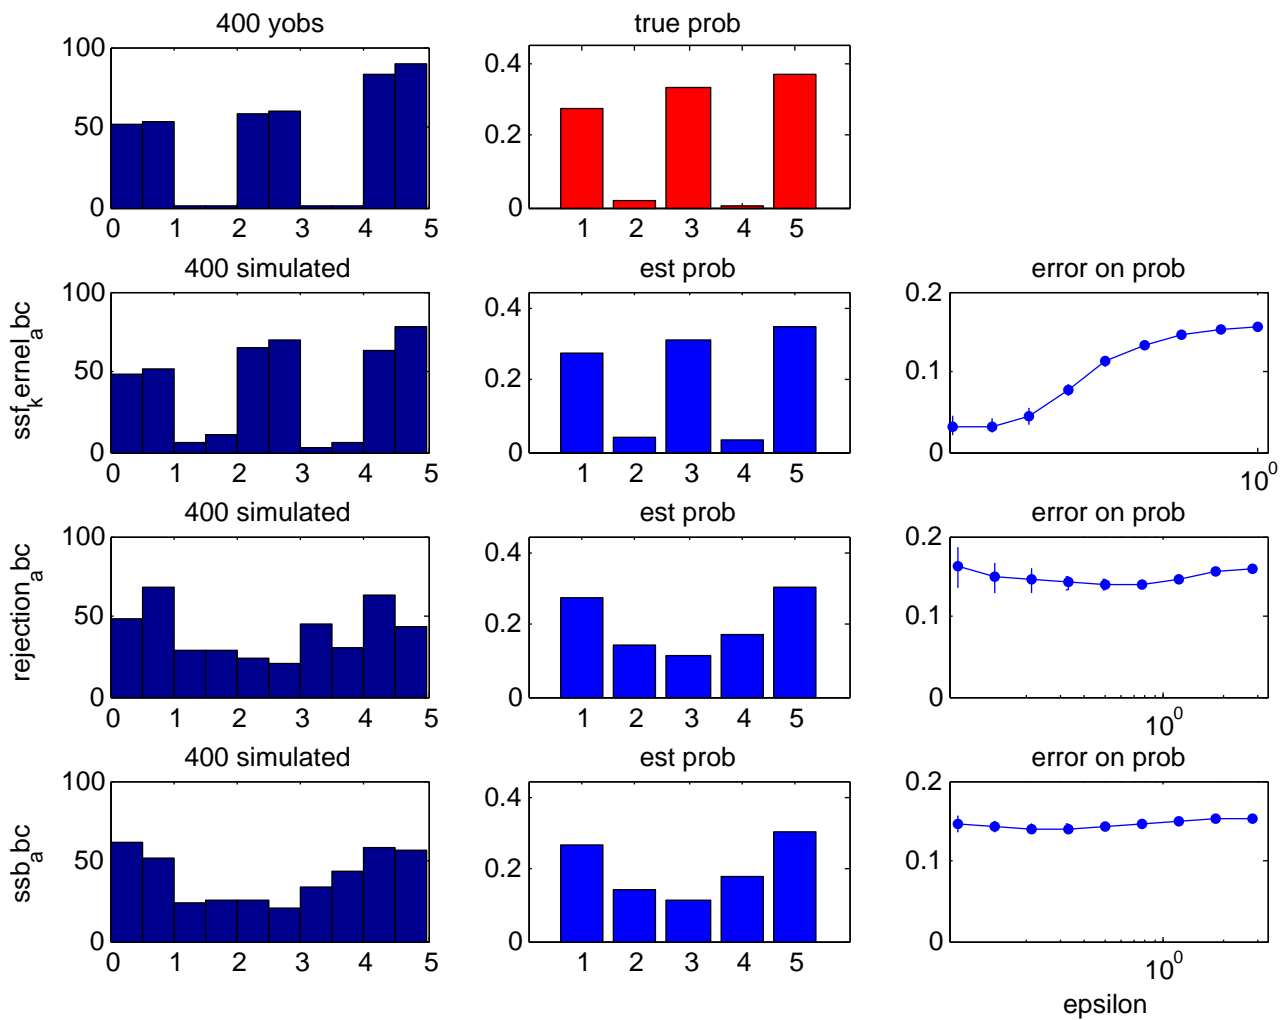 400 yobs
true prob
100
50
0
0 1 2 3 4 5
0.4
0.2
0
1 2 3 4 5
400 simulated
est prob
error on prob
ssf_kernel_abc
100
50
0
0 1 2 3 4 5
0.4
0.2
0
1 2 3 4 5
0.2
0.1
0
10^0
400 simulated
est prob
error on prob
rejection_abc
100
50
0
0 1 2 3 4 5
0.4
0.2
0
1 2 3 4 5
0.2
0.1
0
10^0
400 simulated
est prob
error on prob
ssb_abc
100
50
0
0 1 2 3 4 5
0.4
0.2
0
1 2 3 4 5
0.2
0.1
0
10^0
epsilon